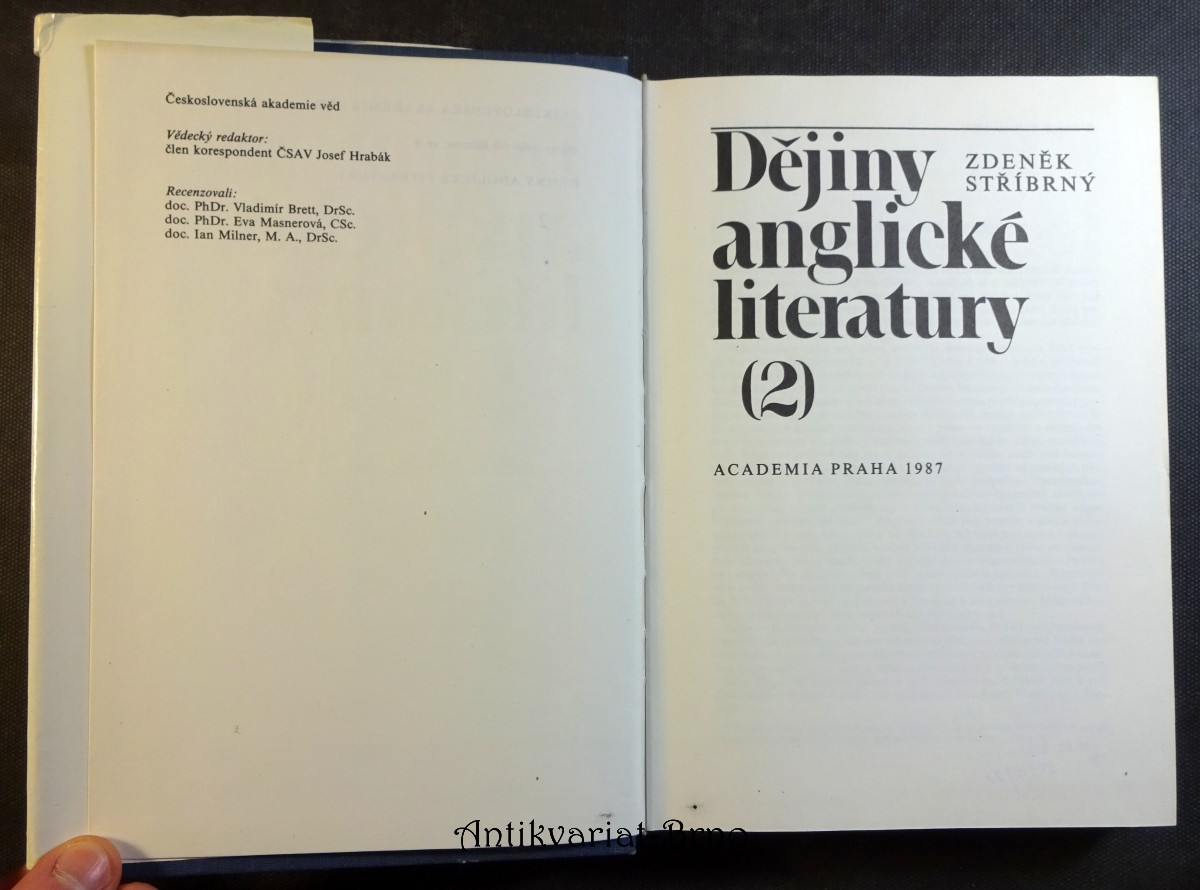 Československá akademie věd
Vědecký redaktor:
člen korespondent ČSAV Josef Hrabák
Recenzovali:
doc. PhDr. Vladimír Brett, DrSc.
doc. PhDr. Eva Masnerová, CSc.
doc. Ian Milner, M. A., DrSc.
Dějiny
anglické
literatury
(2)
ZDENĚK
STŘÍBRNÝ
ACADEMIA PRAHA 1987
Antikvariat Brno